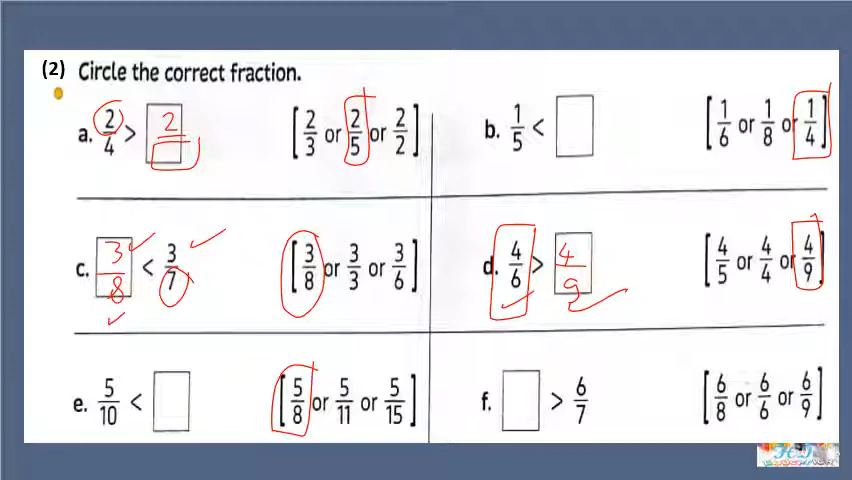 (2) Circle the correct fraction.
a. 2/4 > 2/ [2/3 or 2/5 or 2/2]
b. 1/5 < [1/6 or 1/8 or 1/4]
c. 3/8 < 3/7 [3/8 or 3/3 or 3/6]
d. 4/6 > 4/9 [4/5 or 4/4 or 4/9]
e. 5/10 < [5/8 or 5/11 or 5/15]
f. > 6/7 [6/8 or 6/6 or 6/9]